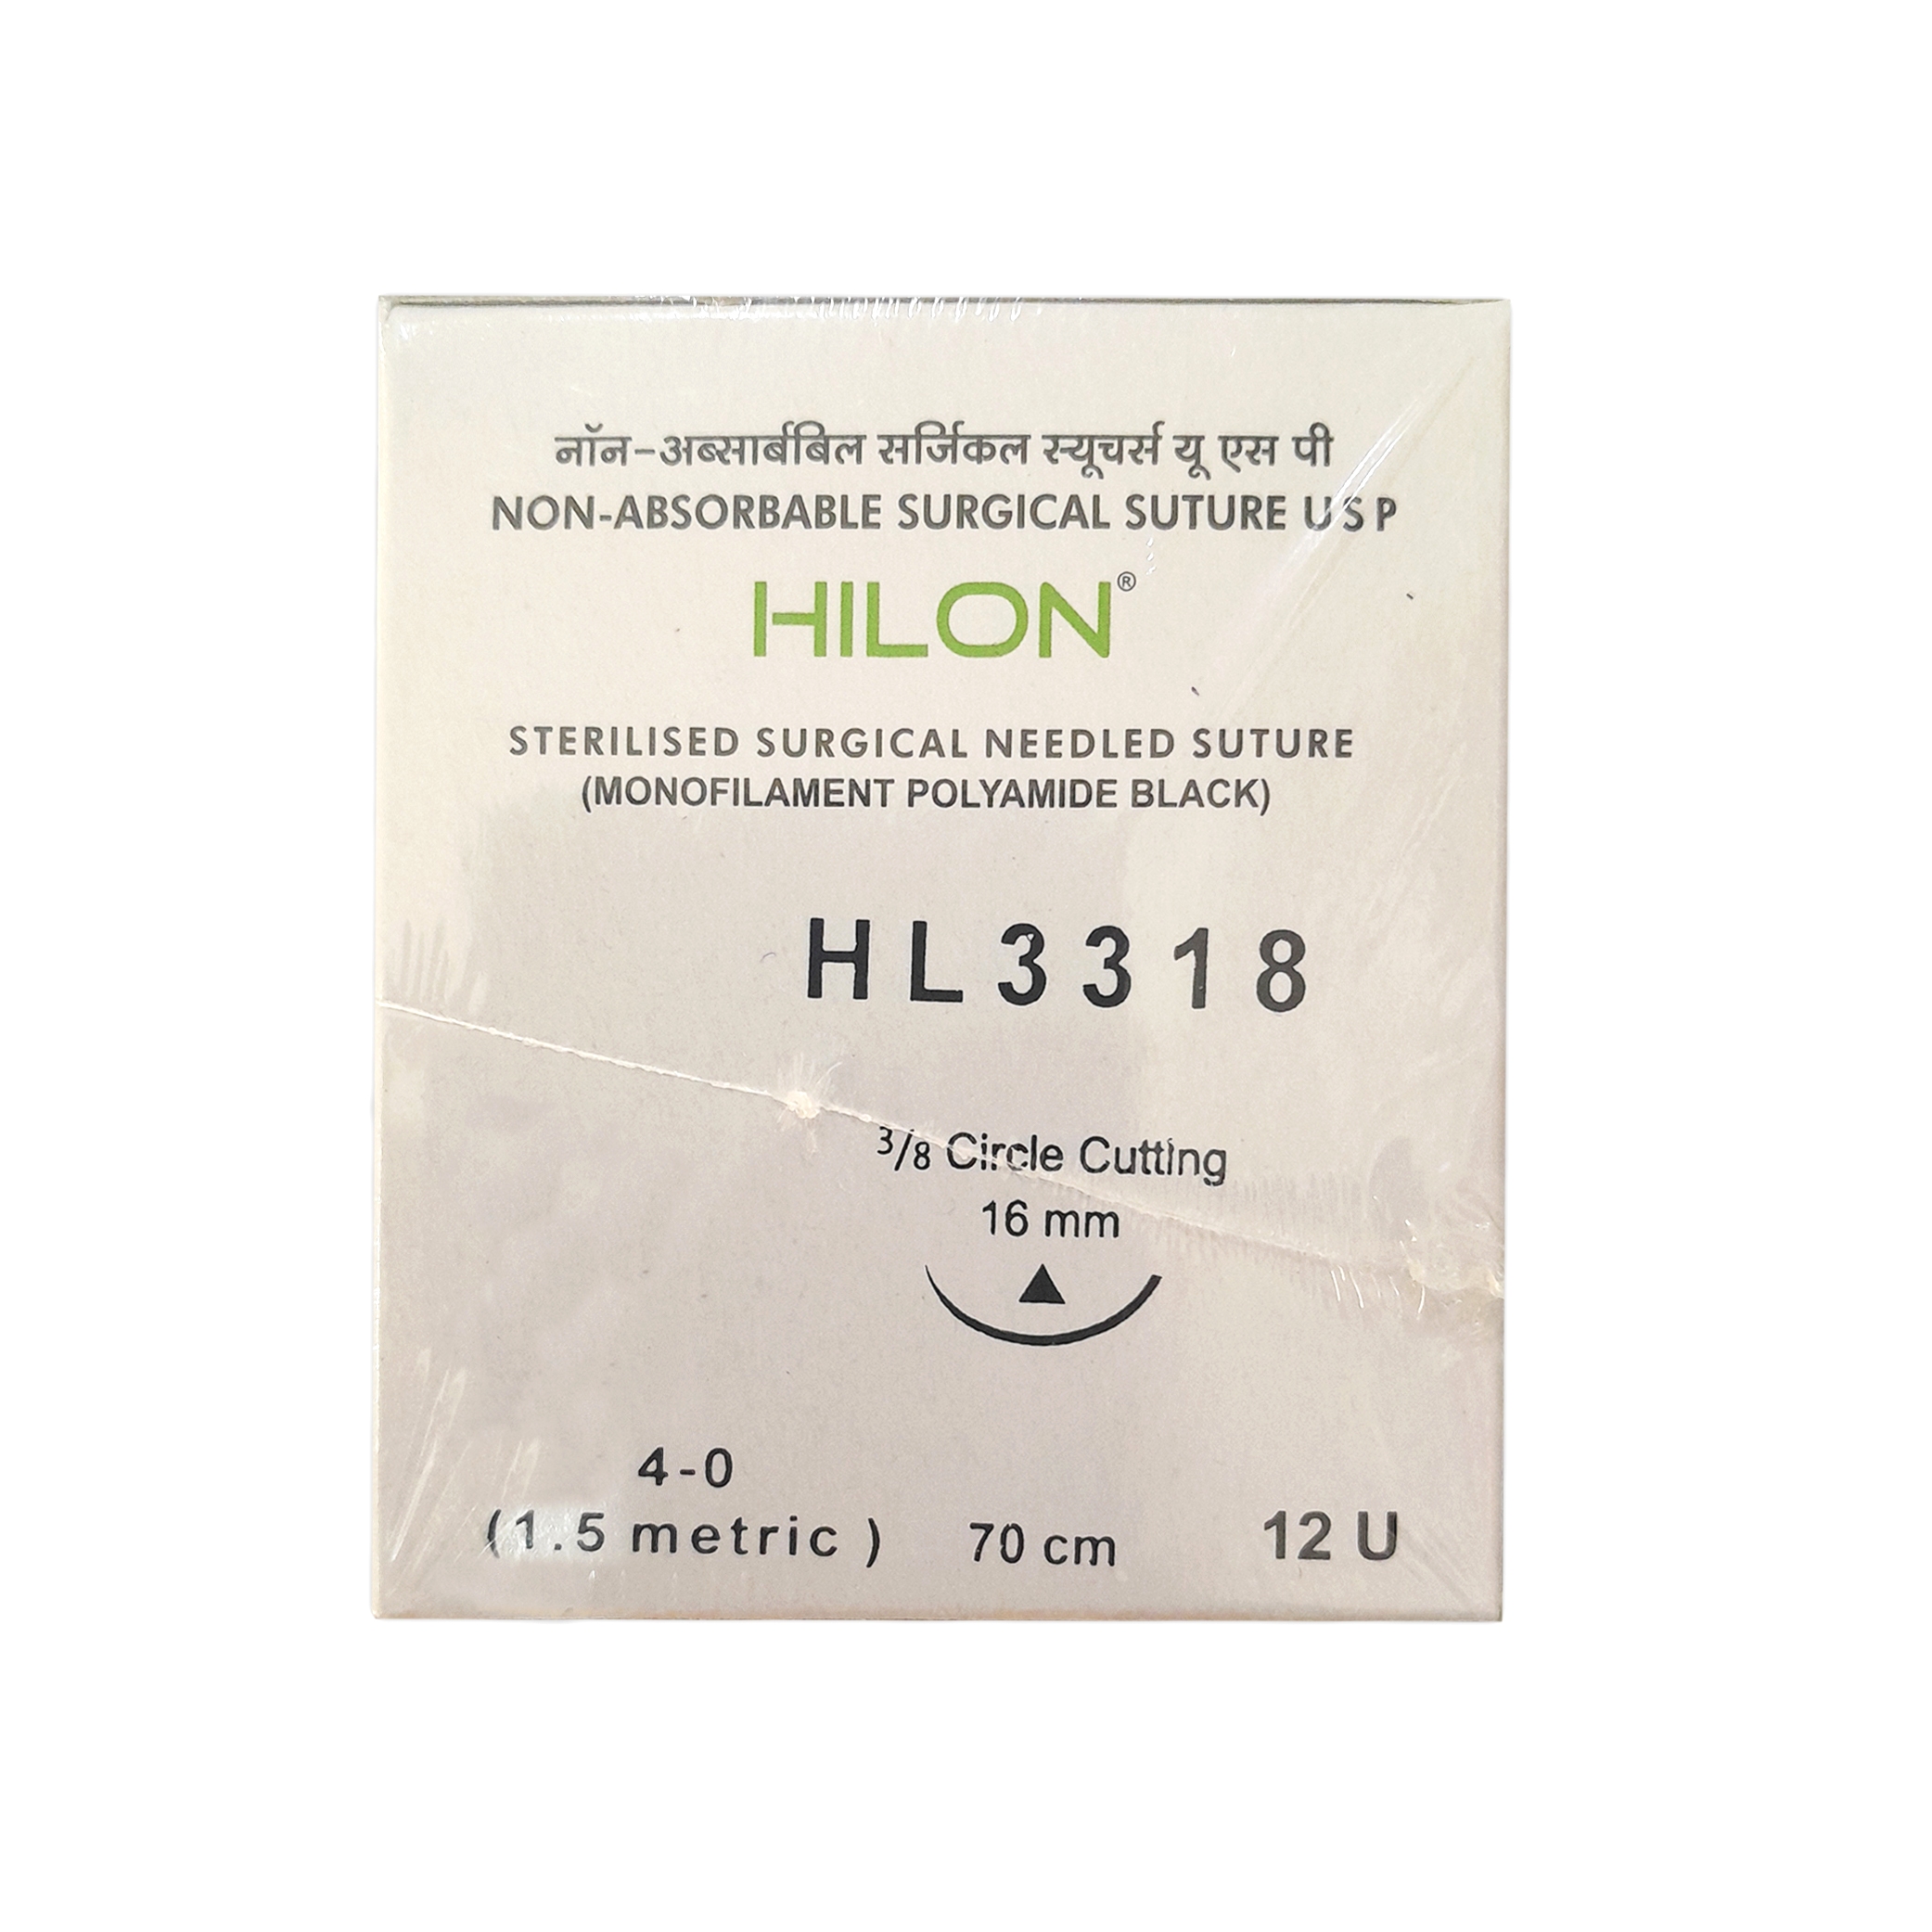 नॉन-अब्सार्बबिल सर्जिकल स्यूचर्स यू एस पी
NON-ABSORBABLE SURGICAL SUTURE U S P
HILON®
STERILISED SURGICAL NEEDLED SUTURE
(MONOFILAMENT POLYAMIDE BLACK)
HL3318
3/8 Circle Cutting
16 mm
4-0
(1.5 metric ) 70 cm 12 U